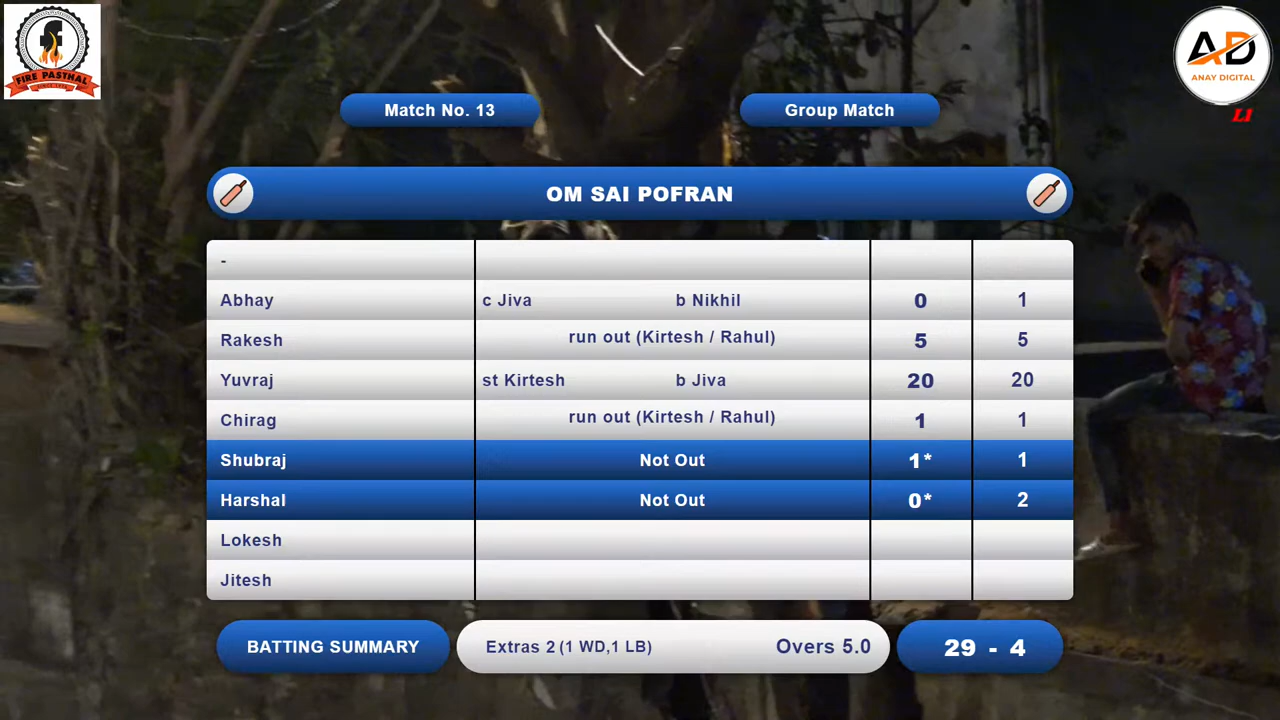 FIRE PASTHAL
SINCE 1976
AD
ANAY DIGITAL
L1
Match No. 13
Group Match
OM SAI POFRAN
-
Abhay c Jiva b Nikhil 0 1
Rakesh run out (Kirtesh / Rahul) 5 5
Yuvraj st Kirtesh b Jiva 20 20
Chirag run out (Kirtesh / Rahul) 1 1
Shubraj Not Out 1* 1
Harshal Not Out 0* 2
Lokesh
Jitesh
BATTING SUMMARY Extras 2 (1 WD,1 LB) Overs 5.0 29 - 4